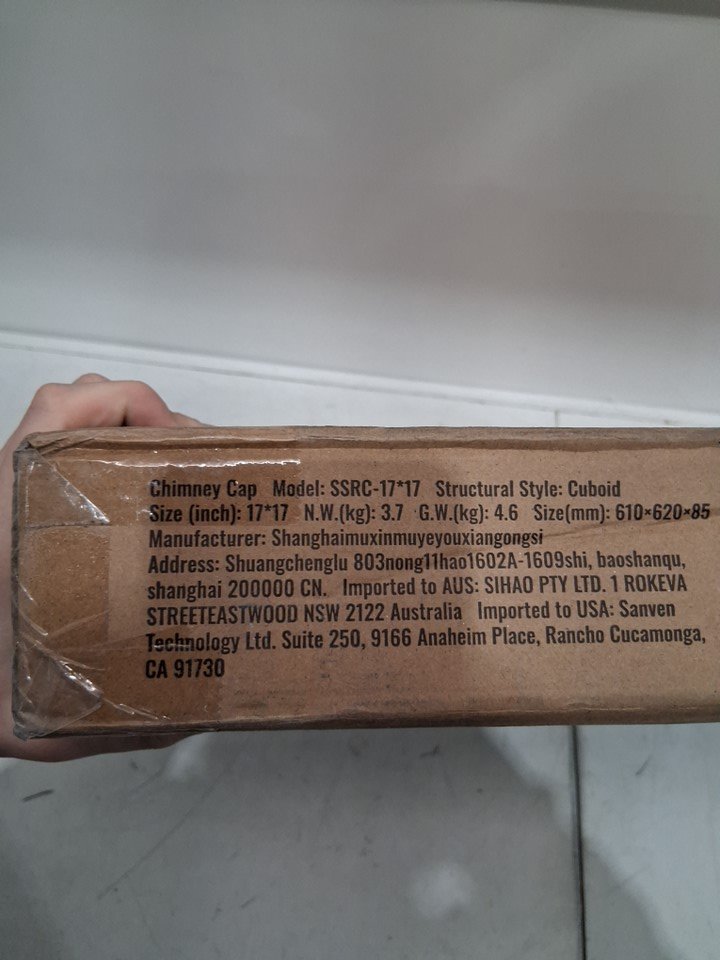 Chimney Cap Model: SSRC-17*17 Structural Style: Cuboid
Size (inch): 17*17 N.W.(kg): 3.7 G.W.(kg): 4.6 Size(mm): 610×620×85
Manufacturer: Shanghaimuxinmuyeyouxiangongsi
Address: Shuangchenglu 803nong11hao1602A-1609shi, baoshanqu,
shanghai 200000 CN. Imported to AUS: SIHAO PTY LTD. 1 ROKEVA
STREETEASTWOOD NSW 2122 Australia Imported to USA: Sanven
Technology Ltd. Suite 250, 9166 Anaheim Place, Rancho Cucamonga,
CA 91730